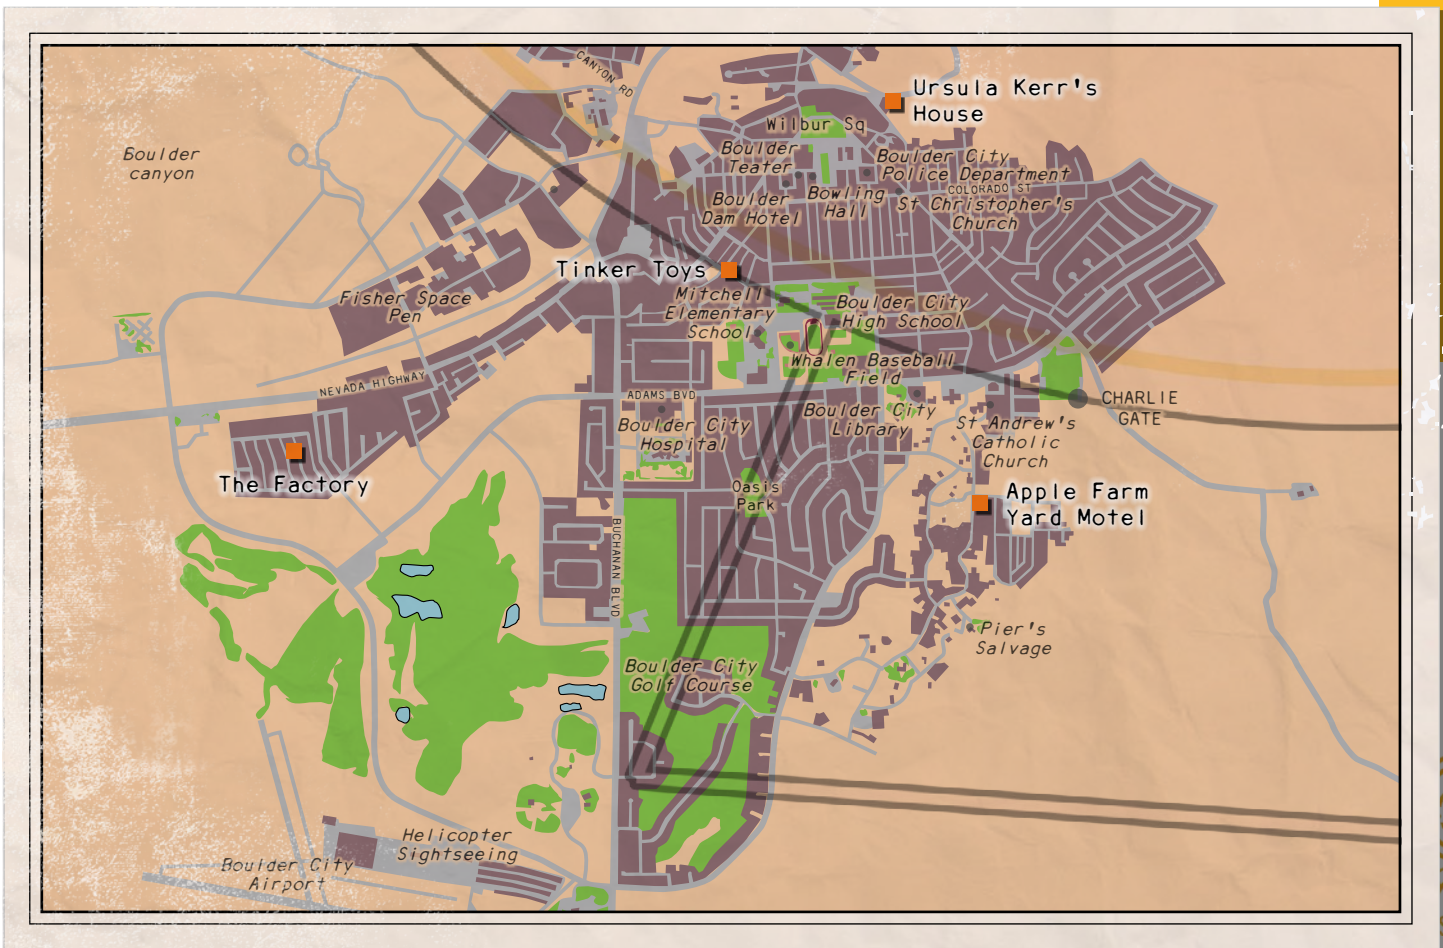 CANYON RD
Ursula Kerr's
House
Wilbur Sq
Boulder
canyon
Boulder
Teater
Boulder City
Police Department
COLORADO ST
Boulder
Dam Hotel
Bowling
Hall
St Christopher's
Church
Tinker Toys
Fisher Space
Pen
Mitchell
Elementary
School
Boulder City
High School
Whalen Baseball
Field
NEVADA HIGHWAY
ADAMS BVD
CHARLIE
GATE
Boulder City
Hospital
Boulder City
Library
St Andrew's
Catholic
Church
The Factory
Oasis
Park
Apple Farm
Yard Motel
BUCHANAN BLVD
Pier's
Salvage
Boulder City
Golf Course
Helicopter
Sightseeing
Boulder City
Airport